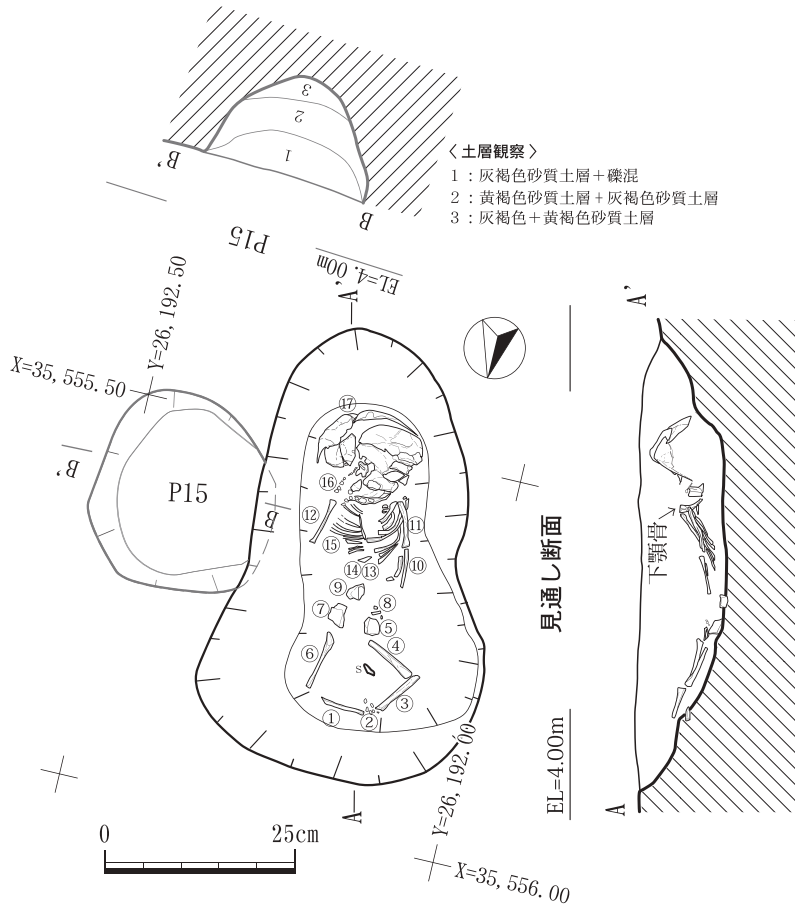 3
2
1
B’
B
〈土層観察〉
1：灰褐色砂質土層＋礫混
2：黄褐色砂質土層＋灰褐色砂質土層
3：灰褐色＋黄褐色砂質土層
P15
EL=4.00m
A’
A’
Y=26,192.50
X=35,555.50
B’
P15
B
⑰
⑯
⑫
⑪
⑮
⑭⑬
⑩
⑨
⑧
⑦
⑤
④
⑥
S
③
①
②
見通し断面
下顎骨
EL=4.00m
A
A
Y=26,192.00
X=35,556.00
0
25cm